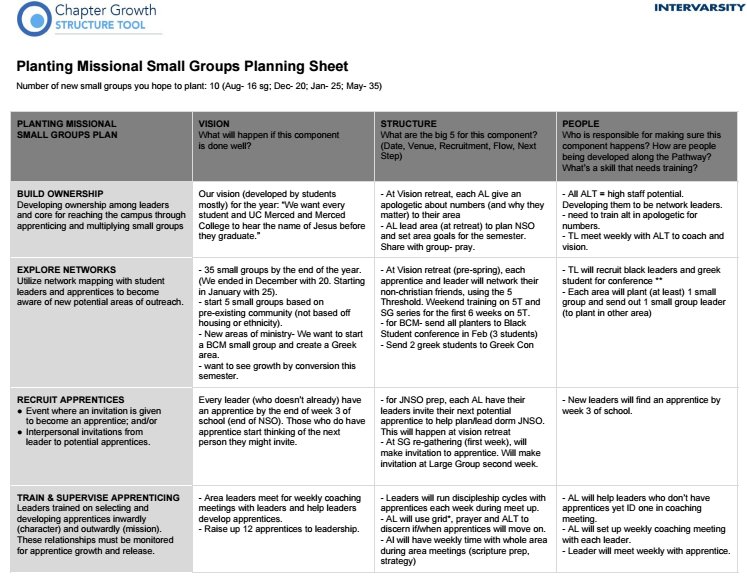 Chapter Growth
STRUCTURE TOOL
INTERVARSITY
Planting Missional Small Groups Planning Sheet
Number of new small groups you hope to plant: 10 (Aug- 16 sg; Dec- 20; Jan- 25; May- 35)
PLANTING MISSIONAL
SMALL GROUPS PLAN
VISION
What will happen if this component
is done well?
STRUCTURE
What are the big 5 for this component?
(Date, Venue, Recruitment, Flow, Next
Step)
PEOPLE
Who is responsible for making sure this
component happens? How are people
being developed along the Pathway?
What's a skill that needs training?
BUILD OWNERSHIP
Developing ownership among leaders
and core for reaching the campus through
apprenticing and multiplying small groups
Our vision (developed by students
mostly) for the year: "We want every
student and UC Merced and Merced
College to hear the name of Jesus before
they graduate."
- At Vision retreat, each AL give an
apologetic about numbers (and why they
matter) to their area
- AL lead area (at retreat) to plan NSO
and set area goals for the semester.
Share with group- pray.
- All ALT = high staff potential.
Developing them to be network leaders.
- need to train alt in apologetic for
numbers.
- TL meet weekly with ALT to coach and
vision.
EXPLORE NETWORKS
Utilize network mapping with student
leaders and apprentices to become
aware of new potential areas of outreach.
- 35 small groups by the end of the year.
(We ended in December with 20. Starting
in January with 25).
- start 5 small groups based on
pre-existing community (not based off
housing or ethnicity).
- New areas of ministry- We want to start
a BCM small group and create a Greek
area.
- want to see growth by conversion this
semester.
- At Vision retreat (pre-spring), each
apprentice and leader will network their
non-christian friends, using the 5
Threshold. Weekend training on 5T and
SG series for the first 6 weeks on 5T.
- for BCM- send all planters to Black
Student conference in Feb (3 students)
- Send 2 greek students to Greek Con
- TL will recruit black leaders and greek
student for conference **
- Each area will plant (at least) 1 small
group and send out 1 small group leader
(to plant in other area)
RECRUIT APPRENTICES
● Event where an invitation is given
to become an apprentice; and/or
● Interpersonal invitations from
leader to potential apprentices.
Every leader (who doesn't already) have
an apprentice by the end of week 3 of
school (end of NSO). Those who do have
apprentice start thinking of the next
person they might invite.
- for JNSO prep, each AL have their
leaders invite their next potential
apprentice to help plan/lead dorm JNSO.
This will happen at vision retreat
- At SG re-gathering (first week), will
make invitation to apprentice. Will make
invitation at Large Group second week.
- New leaders will find an apprentice by
week 3 of school.
TRAIN & SUPERVISE APPRENTICING
Leaders trained on selecting and
developing apprentices inwardly
(character) and outwardly (mission).
These relationships must be monitored
for apprentice growth and release.
- Area leaders meet for weekly coaching
meetings with leaders and help leaders
develop apprentices.
- Raise up 12 apprentices to leadership.
- Leaders will run discipleship cycles with
apprentices each week during meet up.
- AL will use grid*, prayer and ALT to
discern if/when apprentices will move on.
- Al will have weekly time with whole area
during area meetings (scripture prep,
strategy)
- AL will help leaders who don't have
apprentices yet ID one in coaching
meeting.
- AL will set up weekly coaching meeting
with each leader.
- Leader will meet weekly with apprentice.